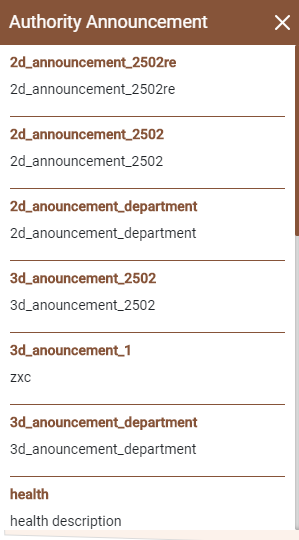 Authority Announcement
2d_announcement_2502re
2d_announcement_2502re
2d_announcement_2502
2d_announcement_2502
2d_anouncement_department
2d_anouncement_department
3d_anouncement_2502
3d_anouncement_2502
3d_anouncement_1
zxc
3d_anouncement_department
3d_anouncement_department
health
health description